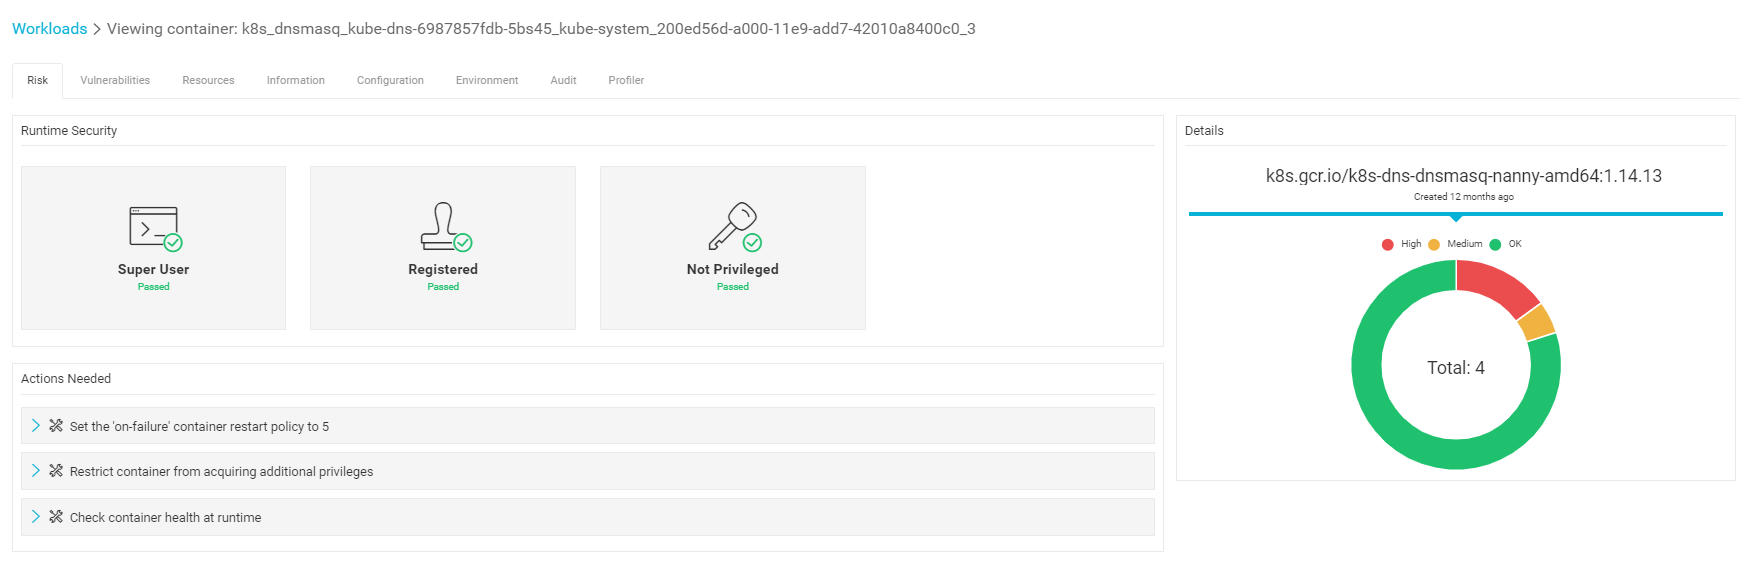 Workloads > Viewing container: k8s_dnsmasq_kube-dns-6987857fdb-5bs45_kube-system_200ed56d-a000-11e9-add7-42010a8400c0_3
Risk Vulnerabilities Resources Information Configuration Environment Audit Profiler
Runtime Security
Super User
Passed
Registered
Passed
Not Privileged
Passed
Actions Needed
Set the 'on-failure' container restart policy to 5
Restrict container from acquiring additional privileges
Check container health at runtime
Details
k8s.gcr.io/k8s-dns-dnsmasq-nanny-amd64:1.14.13
Created 12 months ago
High Medium OK
Total: 4